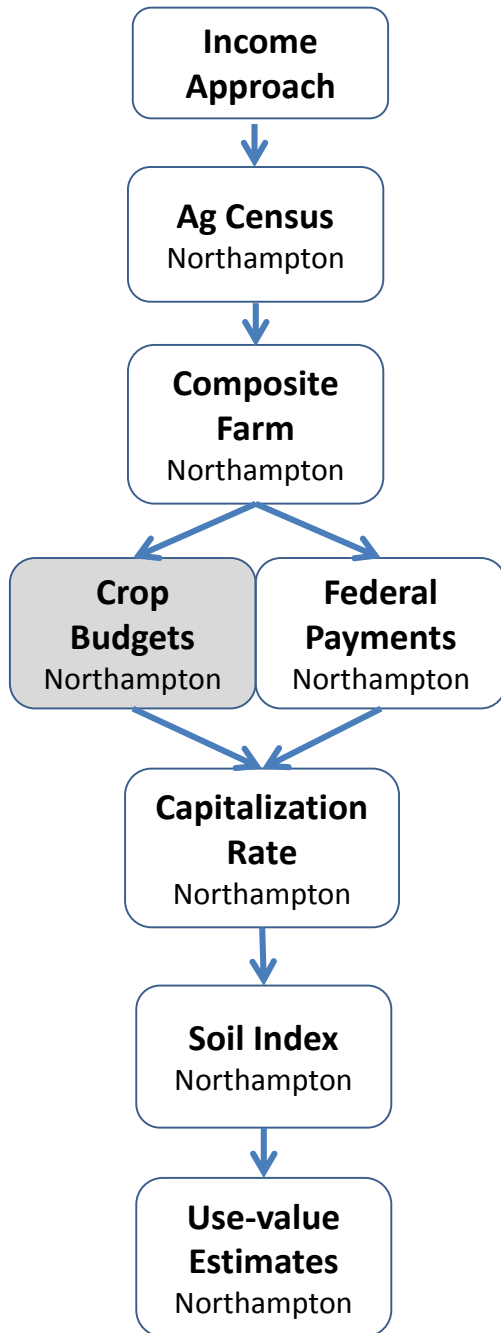 Income
Approach
Ag Census
Northampton
Composite
Farm
Northampton
Crop
Budgets
Northampton
Federal
Payments
Northampton
Capitalization
Rate
Northampton
Soil Index
Northampton
Use-value
Estimates
Northampton